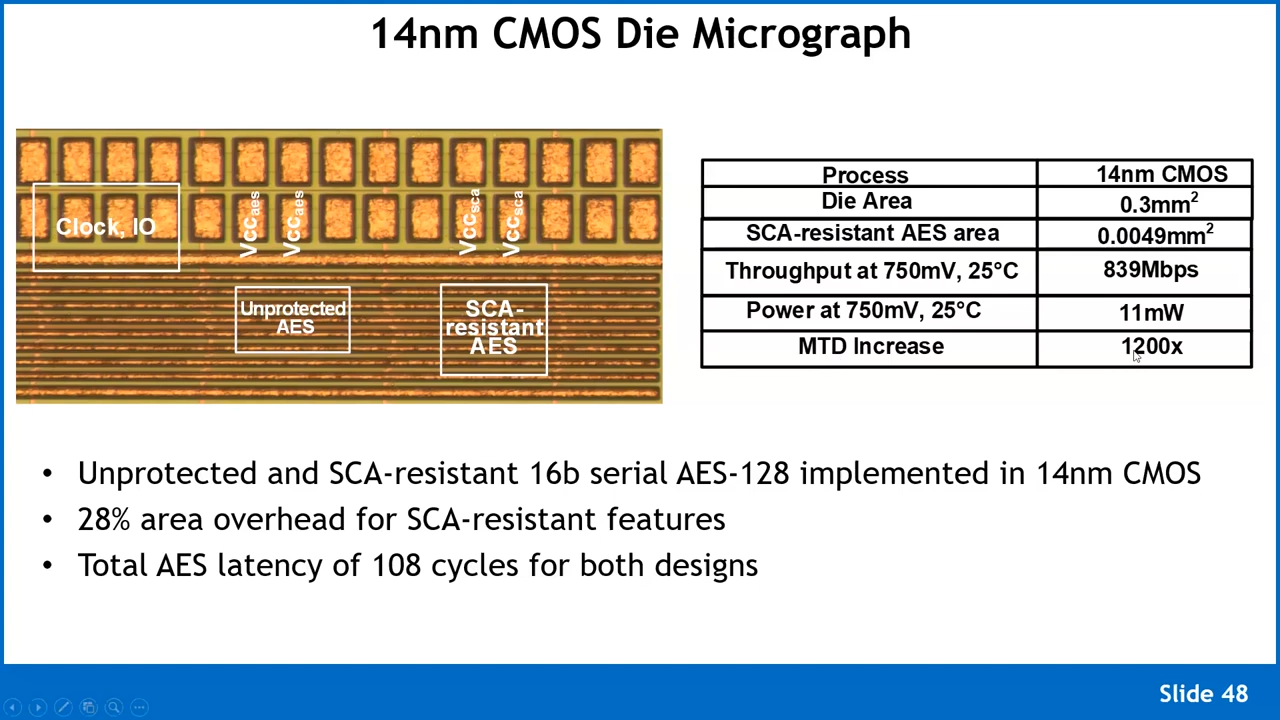 14nm CMOS Die Micrograph
Clock, IO
Vccaes
Vccaes
Vccsca
Vccsca
Unprotected
AES
SCA-
resistant
AES
Process 14nm CMOS
Die Area 0.3mm²
SCA-resistant AES area 0.0049mm²
Throughput at 750mV, 25°C 839Mbps
Power at 750mV, 25°C 11mW
MTD Increase 1200x
• Unprotected and SCA-resistant 16b serial AES-128 implemented in 14nm CMOS
• 28% area overhead for SCA-resistant features
• Total AES latency of 108 cycles for both designs
Slide 48